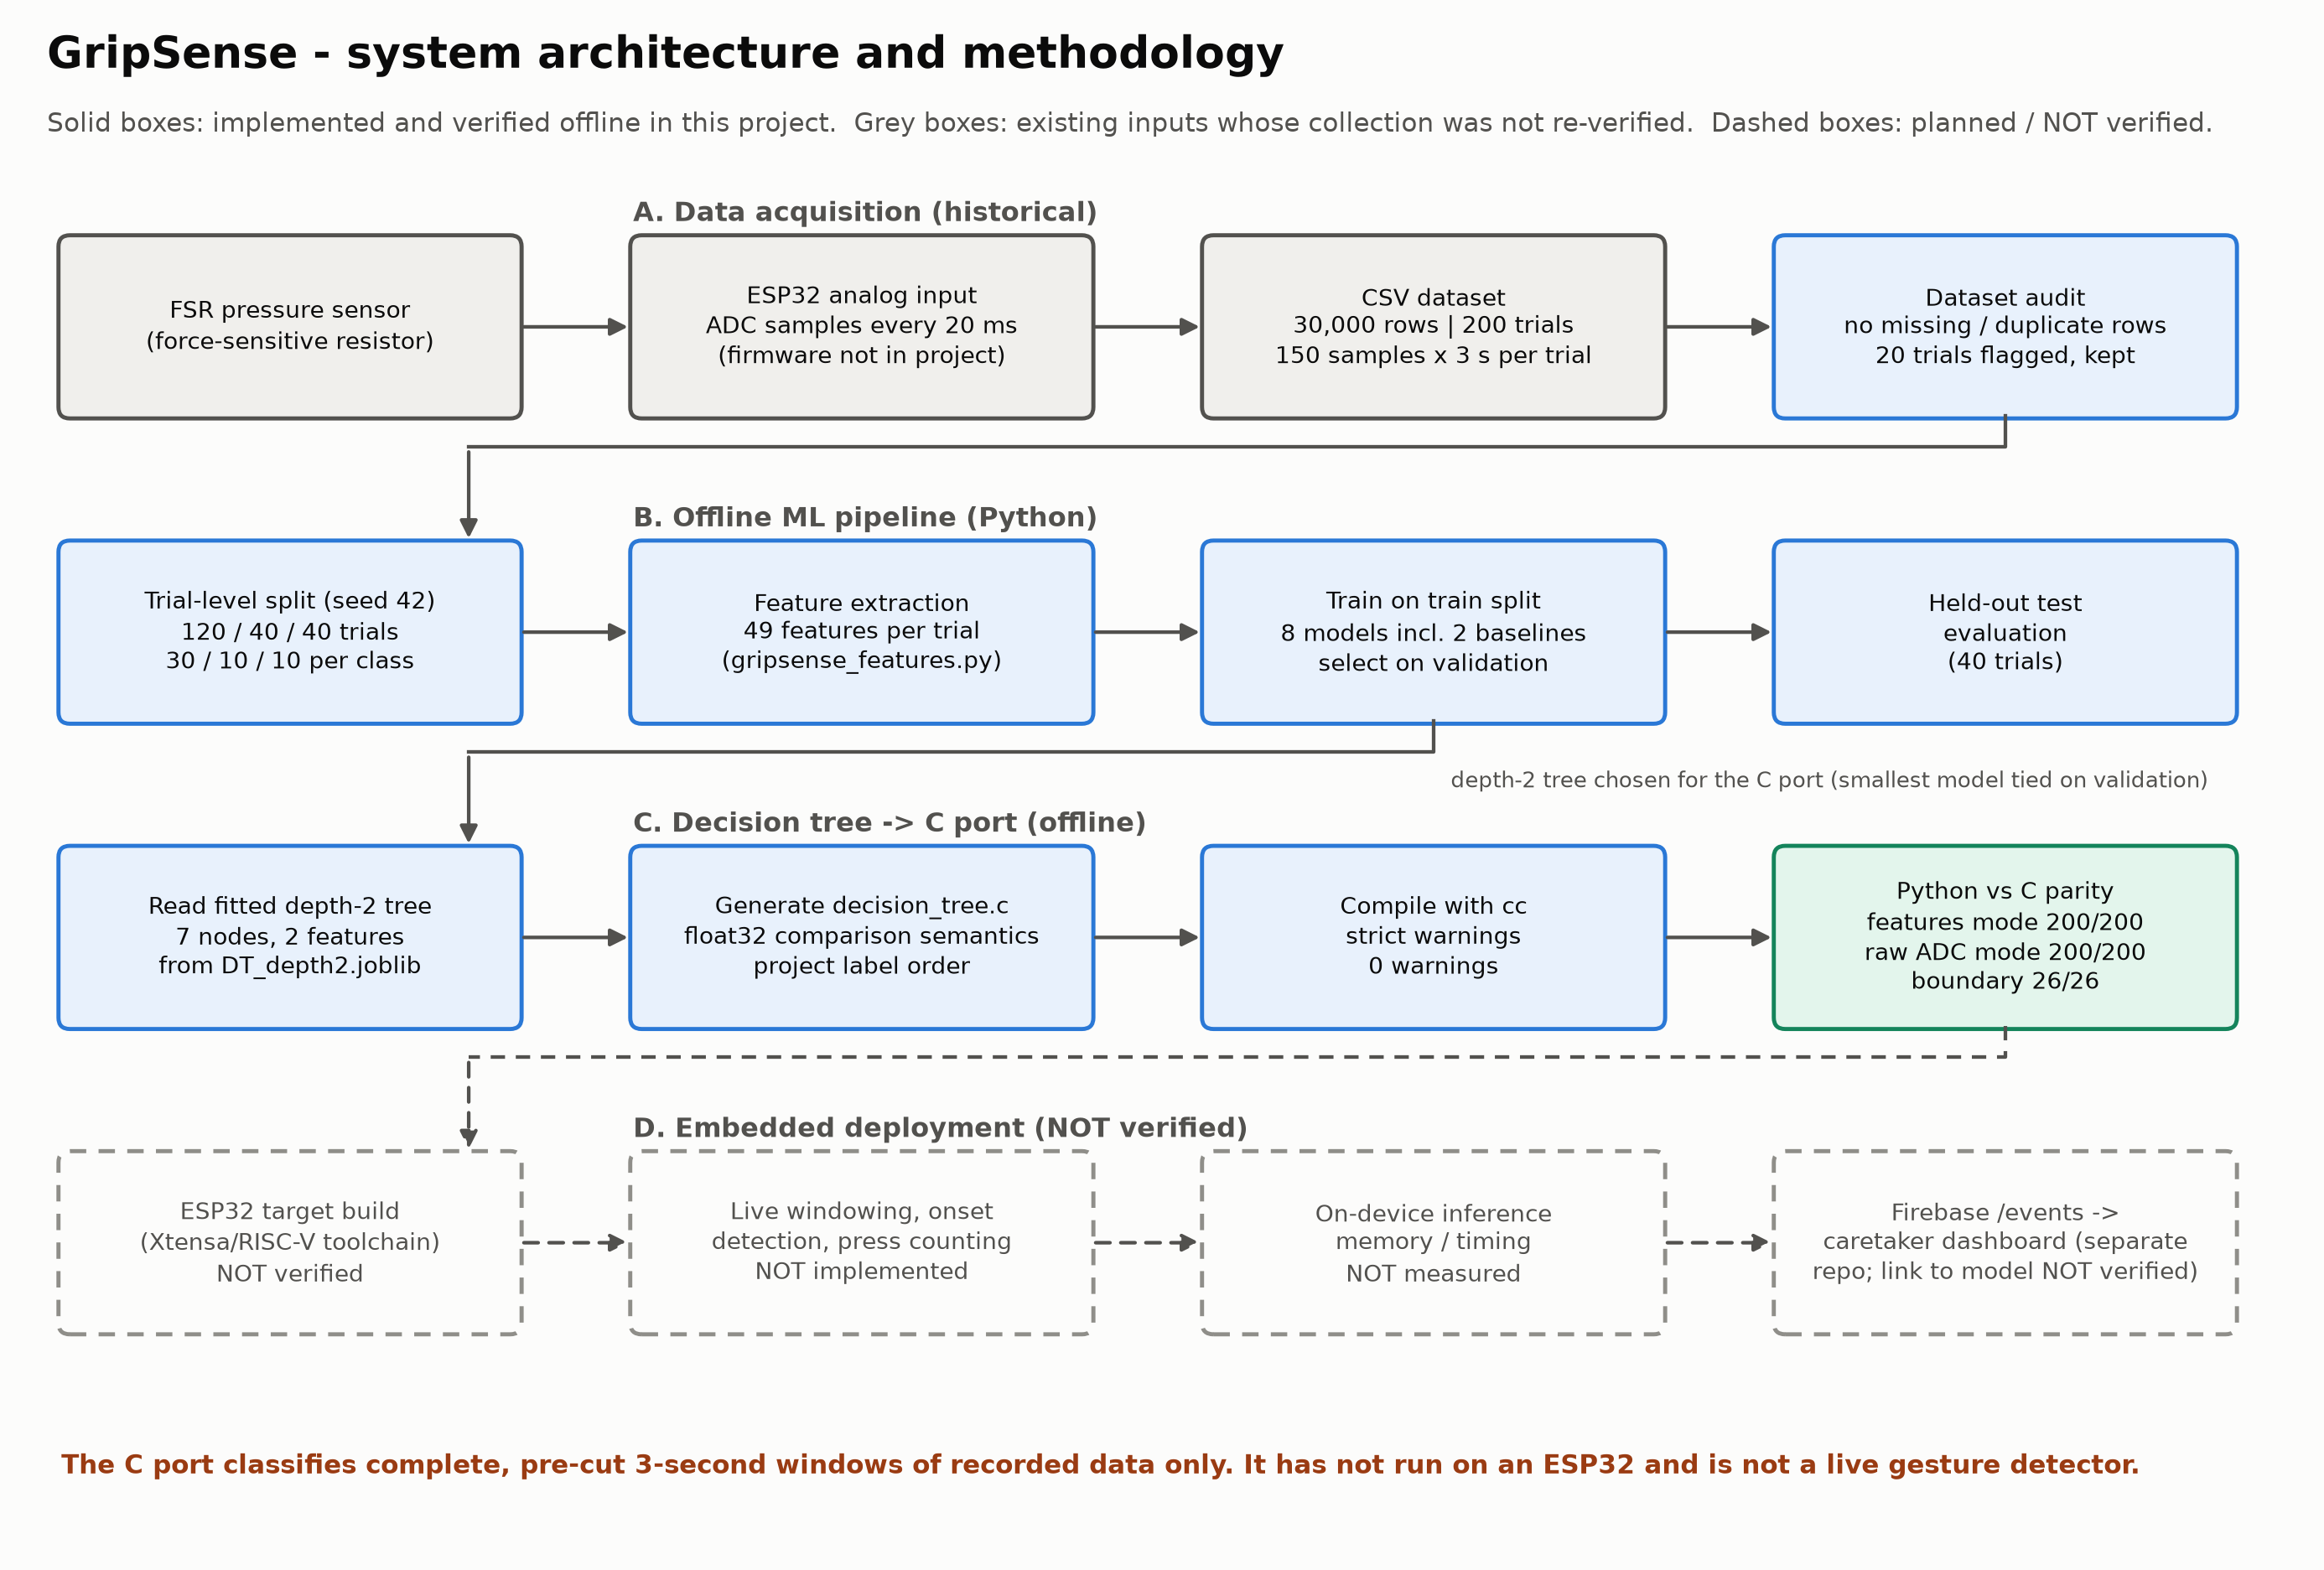 GripSense - system architecture and methodology
Solid boxes: implemented and verified offline in this project.  Grey boxes: existing inputs whose collection was not re-verified.  Dashed boxes: planned / NOT verified.
A. Data acquisition (historical)
FSR pressure sensor
(force-sensitive resistor)
ESP32 analog input
ADC samples every 20 ms
(firmware not in project)
CSV dataset
30,000 rows | 200 trials
150 samples x 3 s per trial
Dataset audit
no missing / duplicate rows
20 trials flagged, kept
B. Offline ML pipeline (Python)
Trial-level split (seed 42)
120 / 40 / 40 trials
30 / 10 / 10 per class
Feature extraction
49 features per trial
(gripsense_features.py)
Train on train split
8 models incl. 2 baselines
select on validation
Held-out test
evaluation
(40 trials)
depth-2 tree chosen for the C port (smallest model tied on validation)
C. Decision tree -> C port (offline)
Read fitted depth-2 tree
7 nodes, 2 features
from DT_depth2.joblib
Generate decision_tree.c
float32 comparison semantics
project label order
Compile with cc
strict warnings
0 warnings
Python vs C parity
features mode 200/200
raw ADC mode 200/200
boundary 26/26
D. Embedded deployment (NOT verified)
ESP32 target build
(Xtensa/RISC-V toolchain)
NOT verified
Live windowing, onset
detection, press counting
NOT implemented
On-device inference
memory / timing
NOT measured
Firebase /events ->
caretaker dashboard (separate
repo; link to model NOT verified)
The C port classifies complete, pre-cut 3-second windows of recorded data only. It has not run on an ESP32 and is not a live gesture detector.